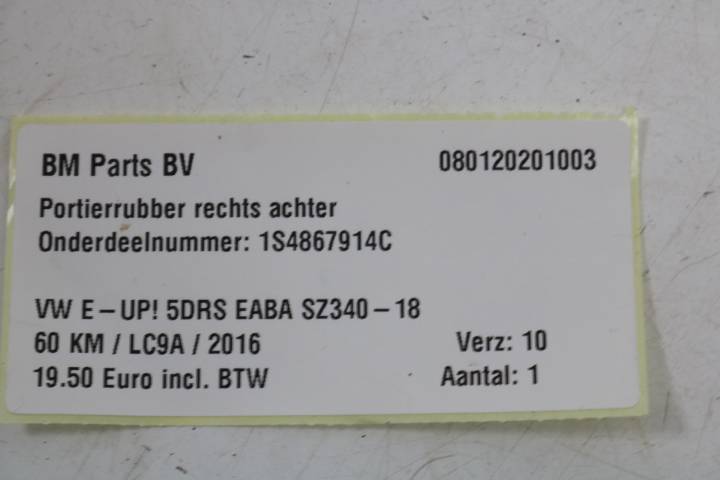 BM Parts BV 080120201003
Portierrubber rechts achter
Onderdeelnummer: 1S4867914C
VW E-UP! 5DRS EABA SZ340-18
60 KM / LC9A / 2016 Verz: 10
19.50 Euro incl. BTW Aantal: 1